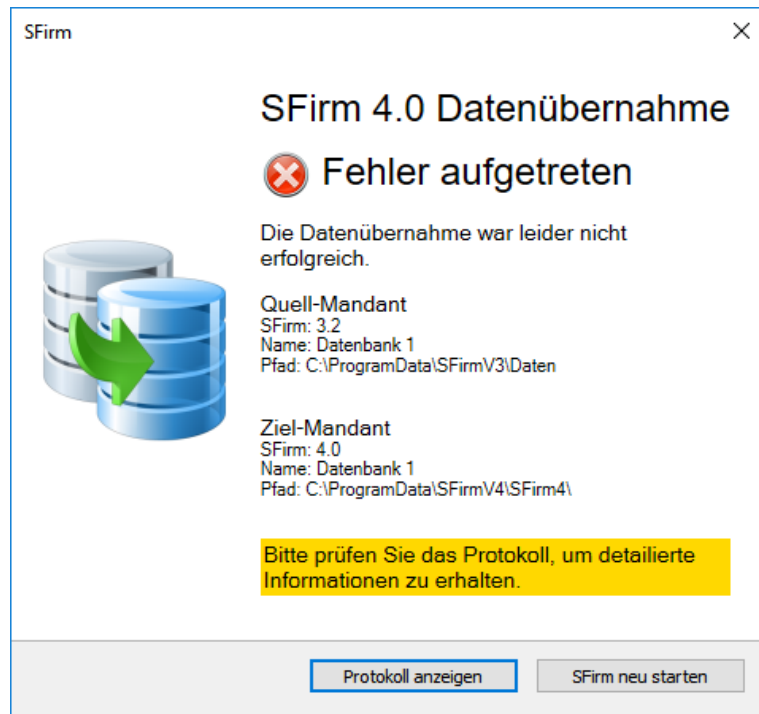 SFirm
SFirm 4.0 Datenübernahme
Fehler aufgetreten
Die Datenübernahme war leider nicht
erfolgreich.
Quell-Mandant
SFirm: 3.2
Name: Datenbank 1
Pfad: C:\ProgramData\SFirmV3\Daten
Ziel-Mandant
SFirm: 4.0
Name: Datenbank 1
Pfad: C:\ProgramData\SFirmV4\SFirm4\
Bitte prüfen Sie das Protokoll, um detailierte
Informationen zu erhalten.
Protokoll anzeigen
SFirm neu starten